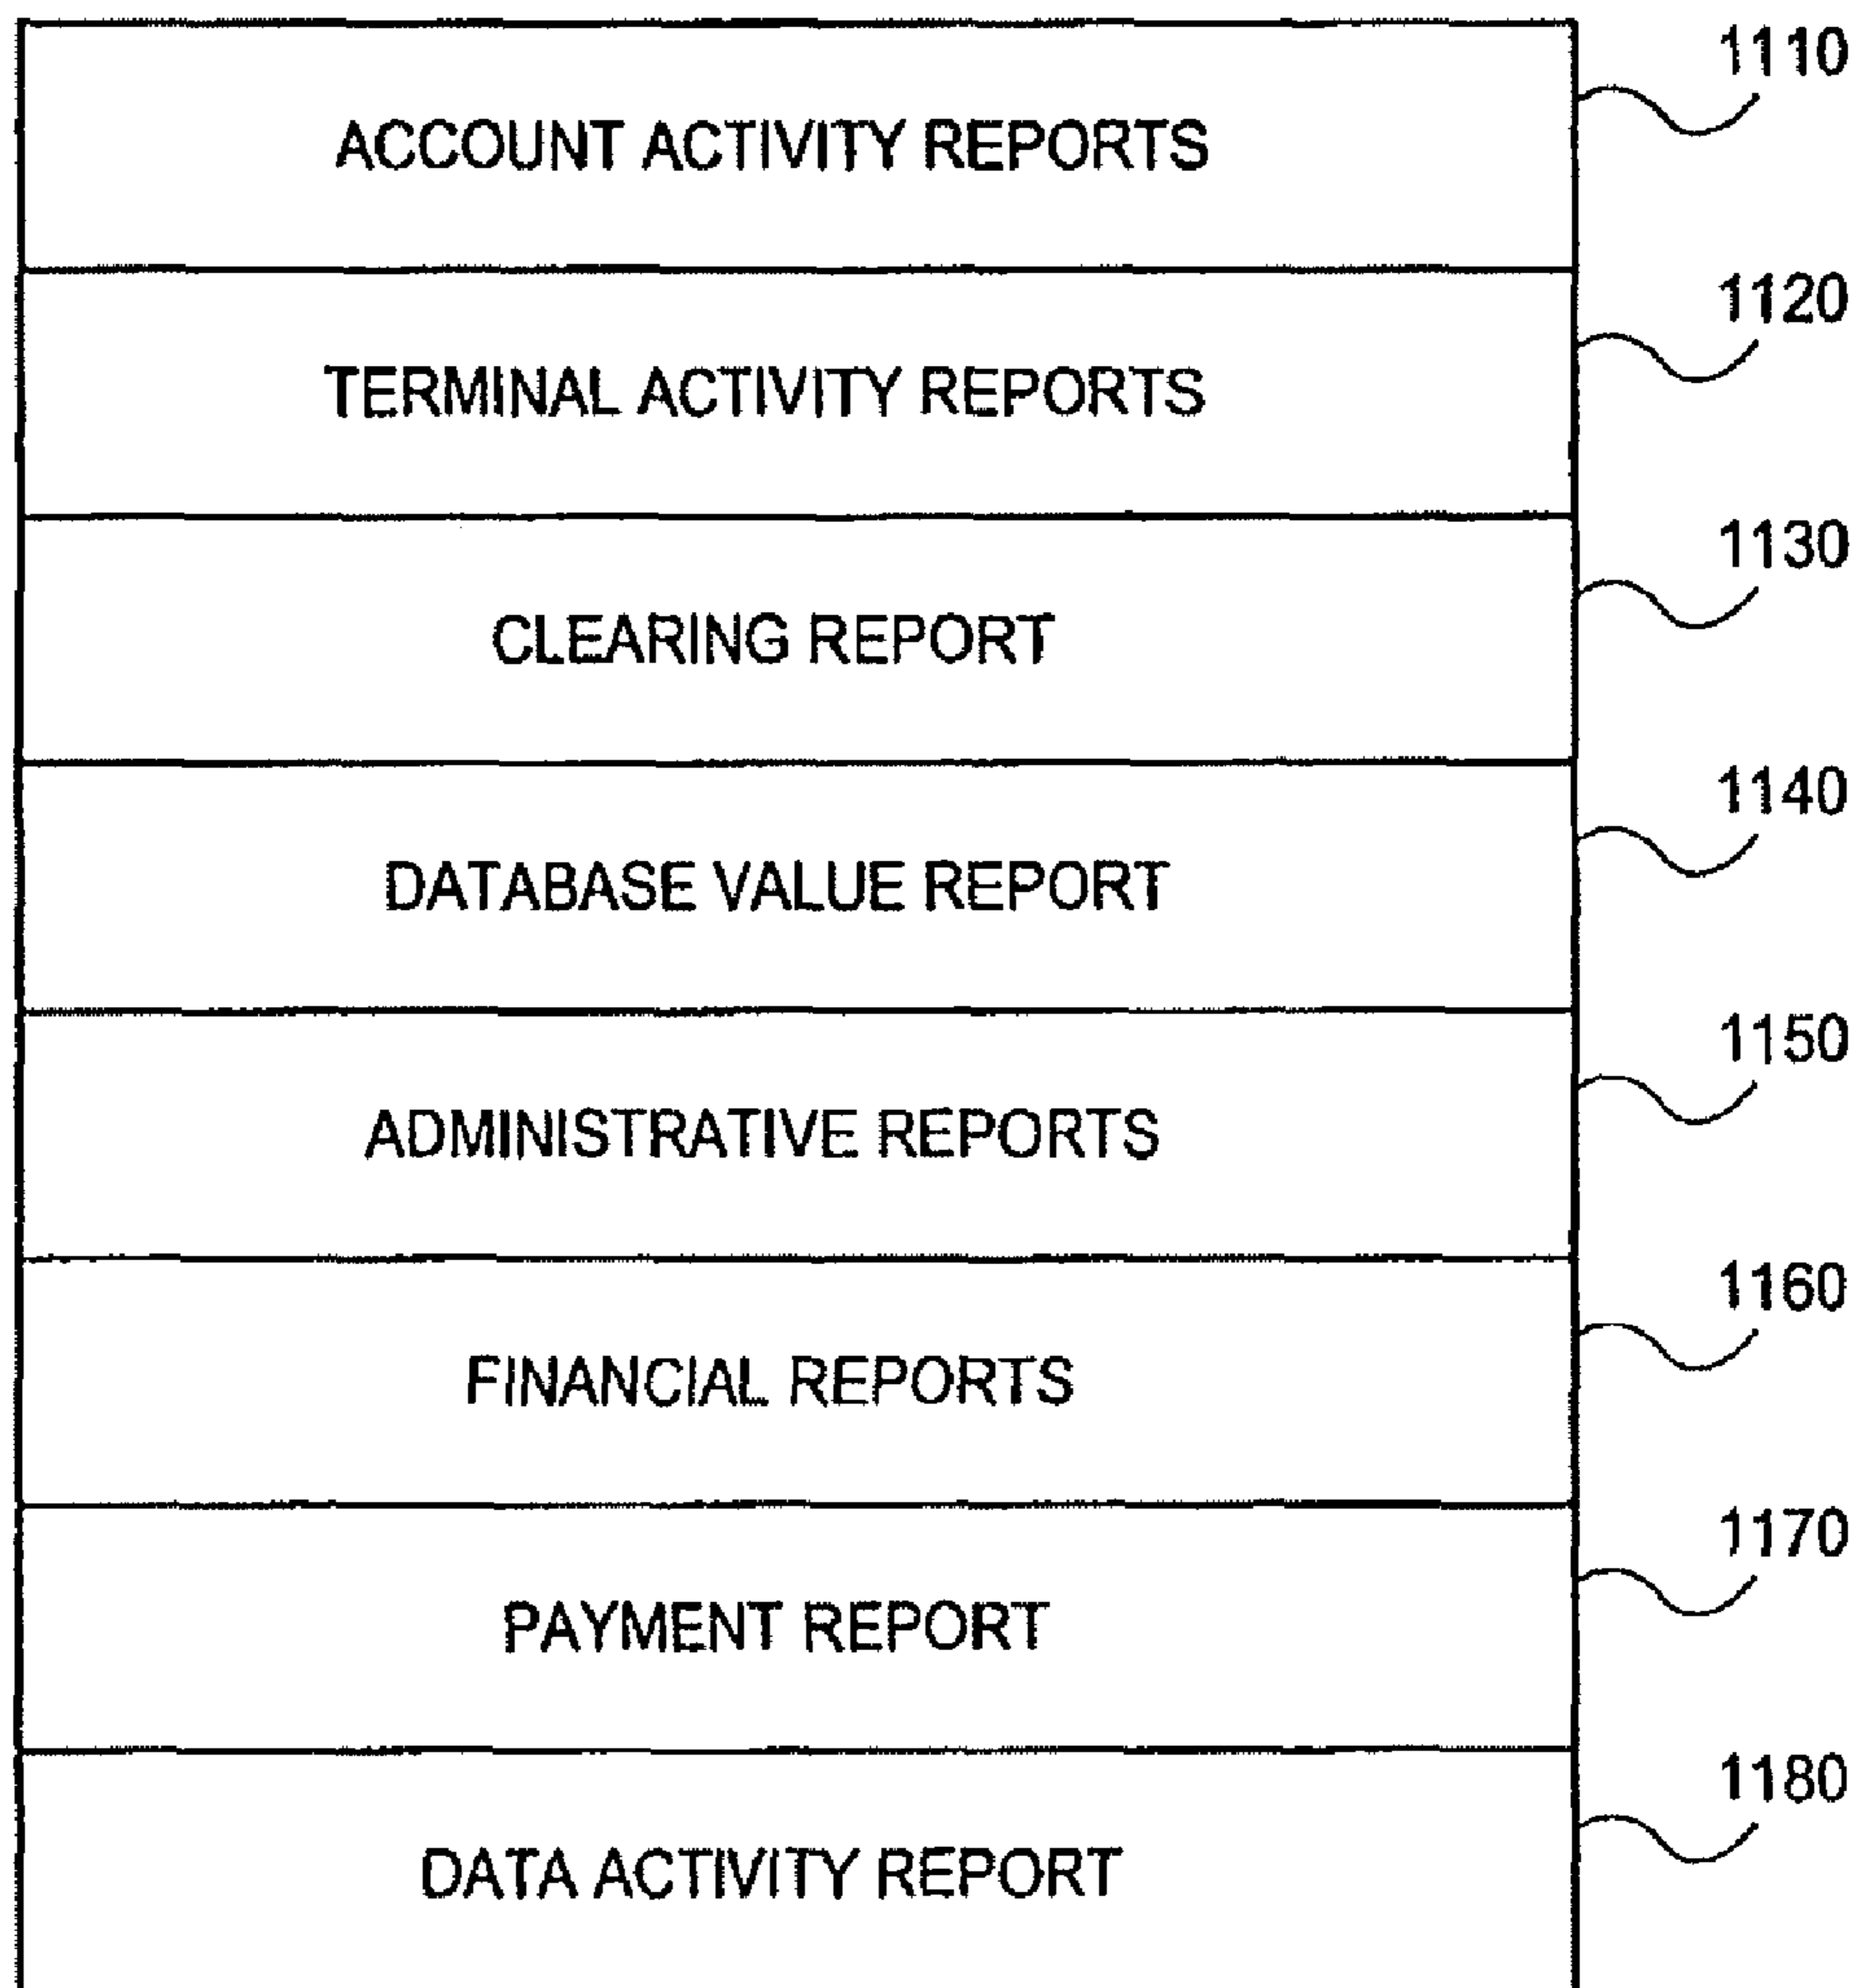 1110
ACCOUNT ACTIVITY REPORTS
1120
TERMINAL ACTIVITY REPORTS
1130
CLEARING REPORT
1140
DATABASE VALUE REPORT
1150
ADMINISTRATIVE REPORTS
1160
FINANCIAL REPORTS
1170
PAYMENT REPORT
1180
DATA ACTIVITY REPORT